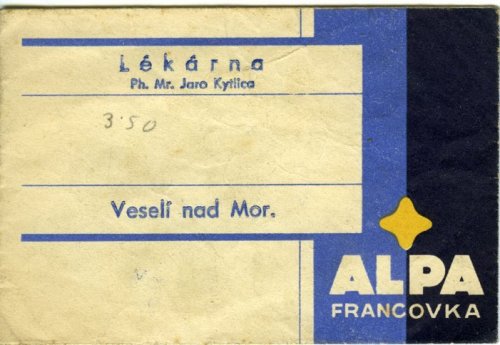 Lékárna
Ph. Mr. Jaro Kytlica
3·50
Veselí nad Mor.
ALPA
FRANCOVKA